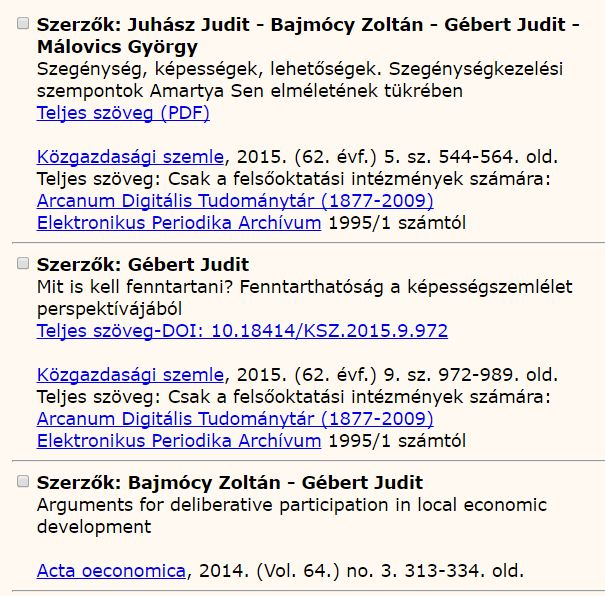 Szerzők: Juhász Judit - Bajmócy Zoltán - Gébert Judit -
Málovics György
Szegénység, képességek, lehetőségek. Szegénységkezelési
szempontok Amartya Sen elméletének tükrében
Teljes szöveg (PDF)
Közgazdasági szemle, 2015. (62. évf.) 5. sz. 544-564. old.
Teljes szöveg: Csak a felsőoktatási intézmények számára:
Arcanum Digitális Tudománytár (1877-2009)
Elektronikus Periodika Archívum 1995/1 számtól
Szerzők: Gébert Judit
Mit is kell fenntartani? Fenntarthatóság a képességszemlélet
perspektívájából
Teljes szöveg-DOI: 10.18414/KSZ.2015.9.972
Közgazdasági szemle, 2015. (62. évf.) 9. sz. 972-989. old.
Teljes szöveg: Csak a felsőoktatási intézmények számára:
Arcanum Digitális Tudománytár (1877-2009)
Elektronikus Periodika Archívum 1995/1 számtól
Szerzők: Bajmócy Zoltán - Gébert Judit
Arguments for deliberative participation in local economic
development
Acta oeconomica, 2014. (Vol. 64.) no. 3. 313-334. old.